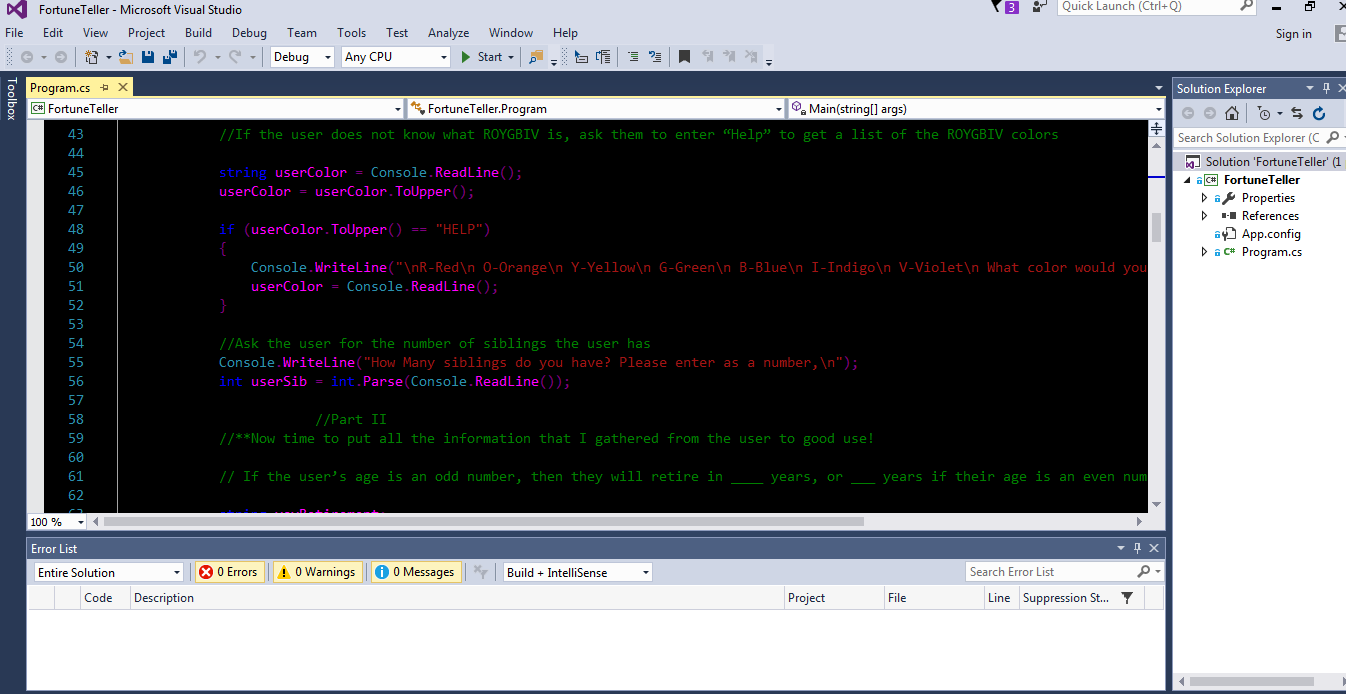 FortuneTeller - Microsoft Visual Studio
3
Quick Launch (Ctrl+Q)
File Edit View Project Build Debug Team Tools Test Analyze Window Help
Sign in
Debug Any CPU Start
Toolbox
Program.cs
FortuneTeller FortuneTeller.Program Main(string[] args)
43 //If the user does not know what ROYGBIV is, ask them to enter “Help” to get a list of the ROYGBIV colors
44
45 string userColor = Console.ReadLine();
46 userColor = userColor.ToUpper();
47
48 if (userColor.ToUpper() == "HELP")
49 {
50 Console.WriteLine("\nR-Red\n O-Orange\n Y-Yellow\n G-Green\n B-Blue\n I-Indigo\n V-Violet\n What color would you
51 userColor = Console.ReadLine();
52 }
53
54 //Ask the user for the number of siblings the user has
55 Console.WriteLine("How Many siblings do you have? Please enter as a number,\n");
56 int userSib = int.Parse(Console.ReadLine());
57
58 //Part II
59 //**Now time to put all the information that I gathered from the user to good use!
60
61 // If the user’s age is an odd number, then they will retire in ____ years, or ___ years if their age is an even num
62
100 %
Solution Explorer
Search Solution Explorer (C
Solution 'FortuneTeller' (1
C# FortuneTeller
Properties
References
App.config
C# Program.cs
Error List
Entire Solution 0 Errors 0 Warnings 0 Messages Build + IntelliSense Search Error List
Code Description Project File Line Suppression St...